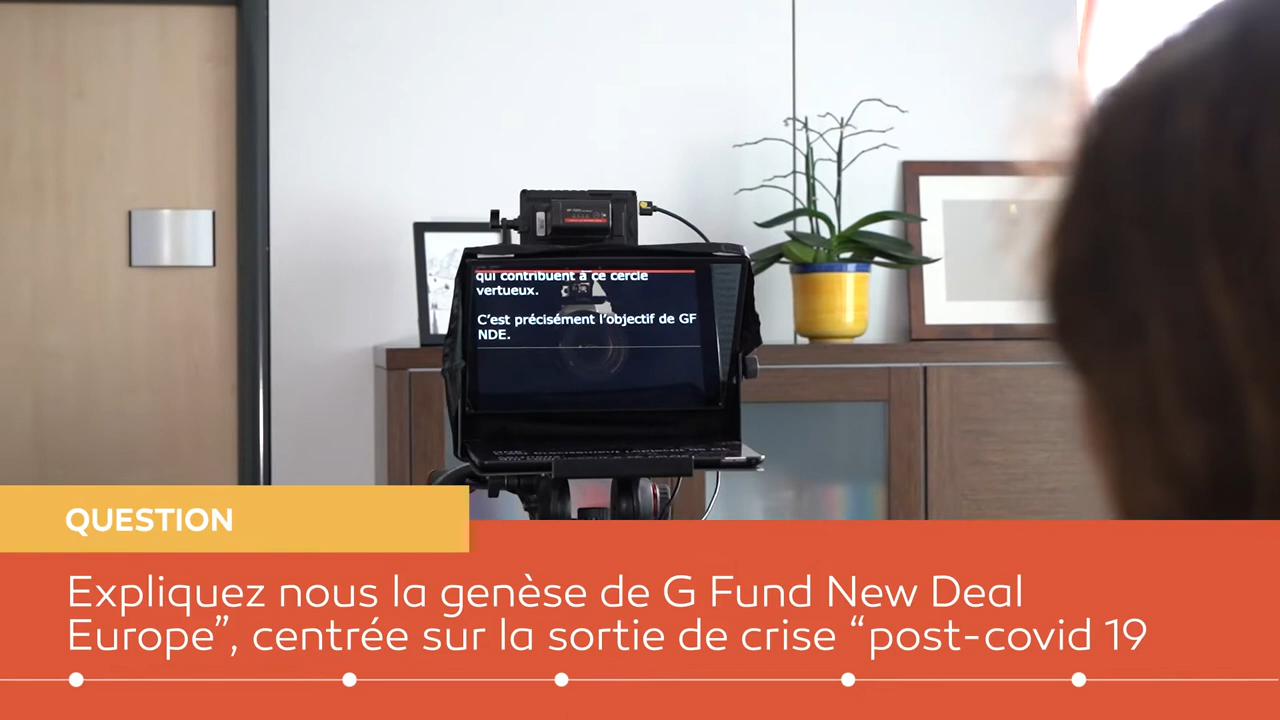 qui contribuent à ce cercle
vertueux.
C'est précisément l'objectif de GF
NDE.
QUESTION
Expliquez nous la genèse de G Fund New Deal
Europe”, centrée sur la sortie de crise “post-covid 19